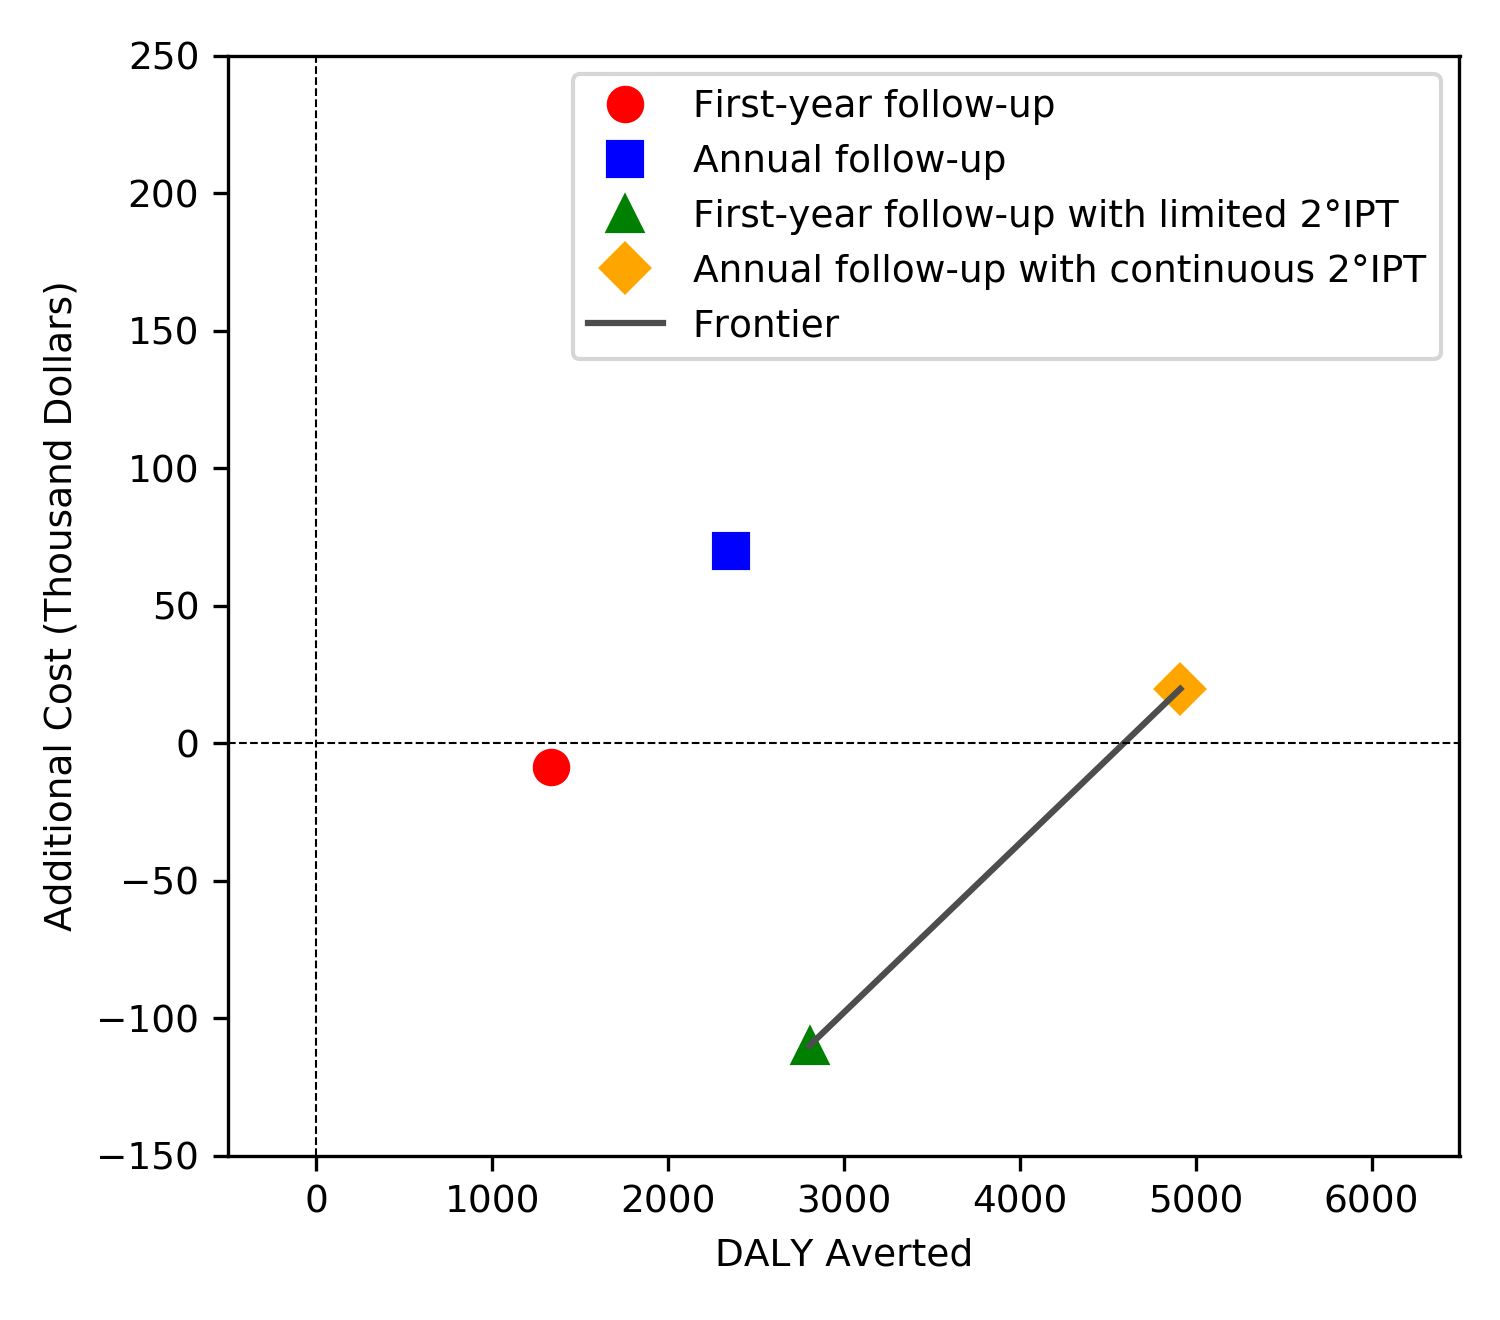 250
200
150
100
50
0
−50
−100
−150
Additional Cost (Thousand Dollars)
First-year follow-up
Annual follow-up
First-year follow-up with limited 2°IPT
Annual follow-up with continuous 2°IPT
Frontier
0 1000 2000 3000 4000 5000 6000
DALY Averted